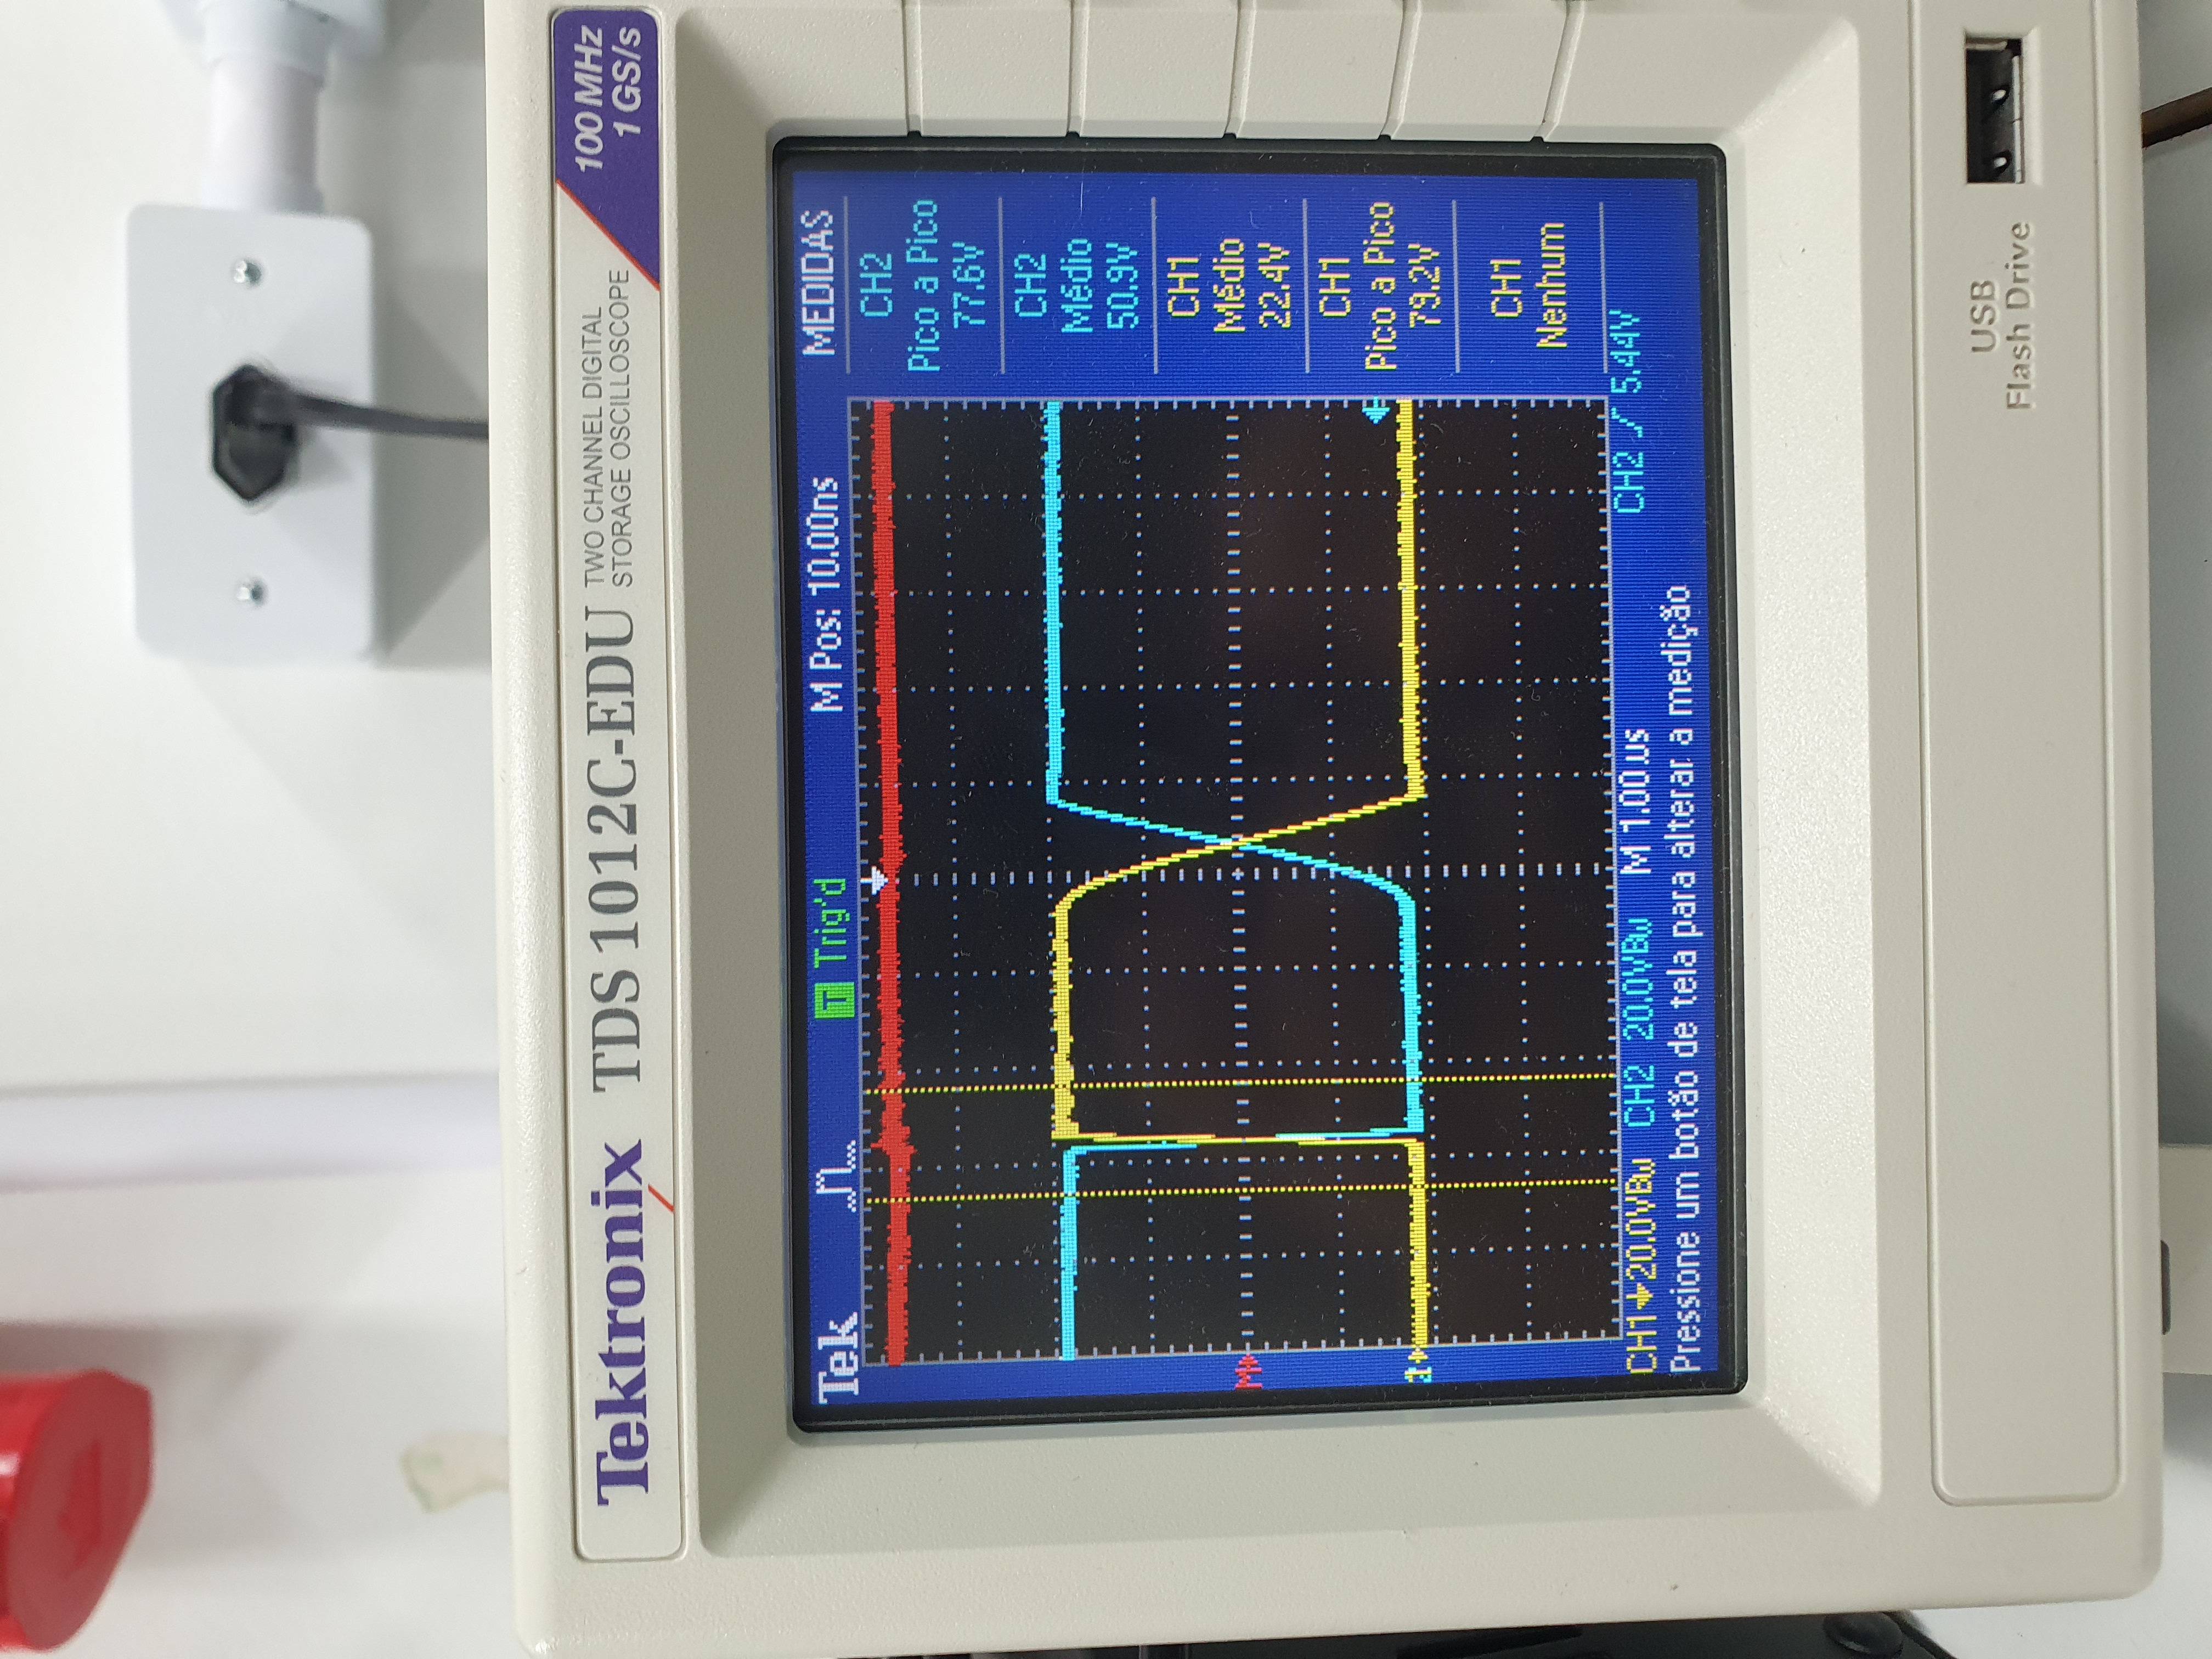 Tektronix TDS 1012C-EDU TWO CHANNEL DIGITAL
STORAGE OSCILLOSCOPE
100 MHz
1 GS/s
Tek T Trig'd M Pos: 10.00ns MEDIDAS
CH2
Pico a Pico
77.6V
CH2
Médio
50.9V
CH1
Médio
22.4V
CH1
Pico a Pico
79.2V
CH1
Nenhum
M
1
CH1 20.0VBw CH2 20.0VBw M 1.00us CH2 5.44V
Pressione um botão de tela para alterar a medição
USB
Flash Drive